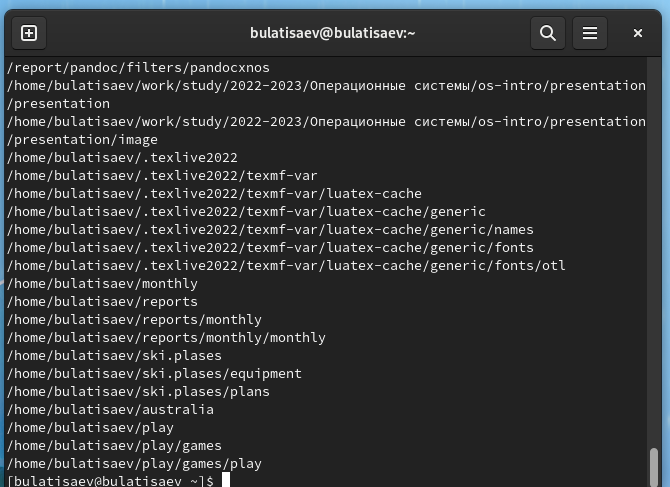 bulatisaev@bulatisaev:~
/report/pandoc/filters/pandocxnos
/home/bulatisaev/work/study/2022-2023/Операционные системы/os-intro/presentation
/presentation
/home/bulatisaev/work/study/2022-2023/Операционные системы/os-intro/presentation
/presentation/image
/home/bulatisaev/.texlive2022
/home/bulatisaev/.texlive2022/texmf-var
/home/bulatisaev/.texlive2022/texmf-var/luatex-cache
/home/bulatisaev/.texlive2022/texmf-var/luatex-cache/generic
/home/bulatisaev/.texlive2022/texmf-var/luatex-cache/generic/names
/home/bulatisaev/.texlive2022/texmf-var/luatex-cache/generic/fonts
/home/bulatisaev/.texlive2022/texmf-var/luatex-cache/generic/fonts/otl
/home/bulatisaev/monthly
/home/bulatisaev/reports
/home/bulatisaev/reports/monthly
/home/bulatisaev/reports/monthly/monthly
/home/bulatisaev/ski.plases
/home/bulatisaev/ski.plases/equipment
/home/bulatisaev/ski.plases/plans
/home/bulatisaev/australia
/home/bulatisaev/play
/home/bulatisaev/play/games
/home/bulatisaev/play/games/play
[bulatisaev@bulatisaev ~]$